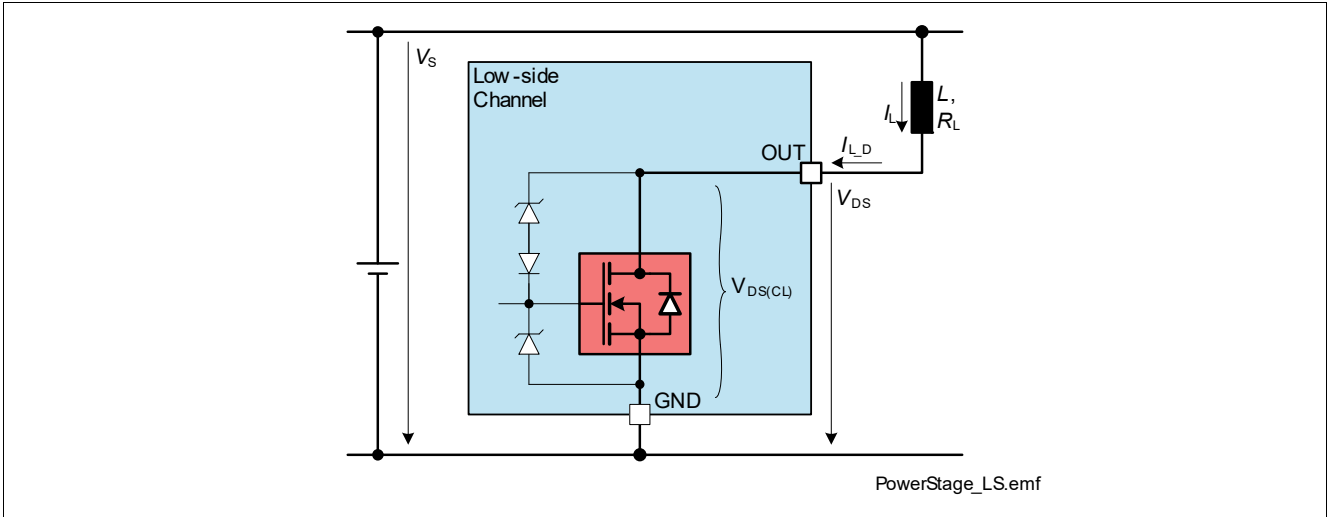 VS
Low-side
Channel
L,
IL
RL
OUT
IL_D
VDS
VDS(CL)
GND
PowerStage_LS.emf